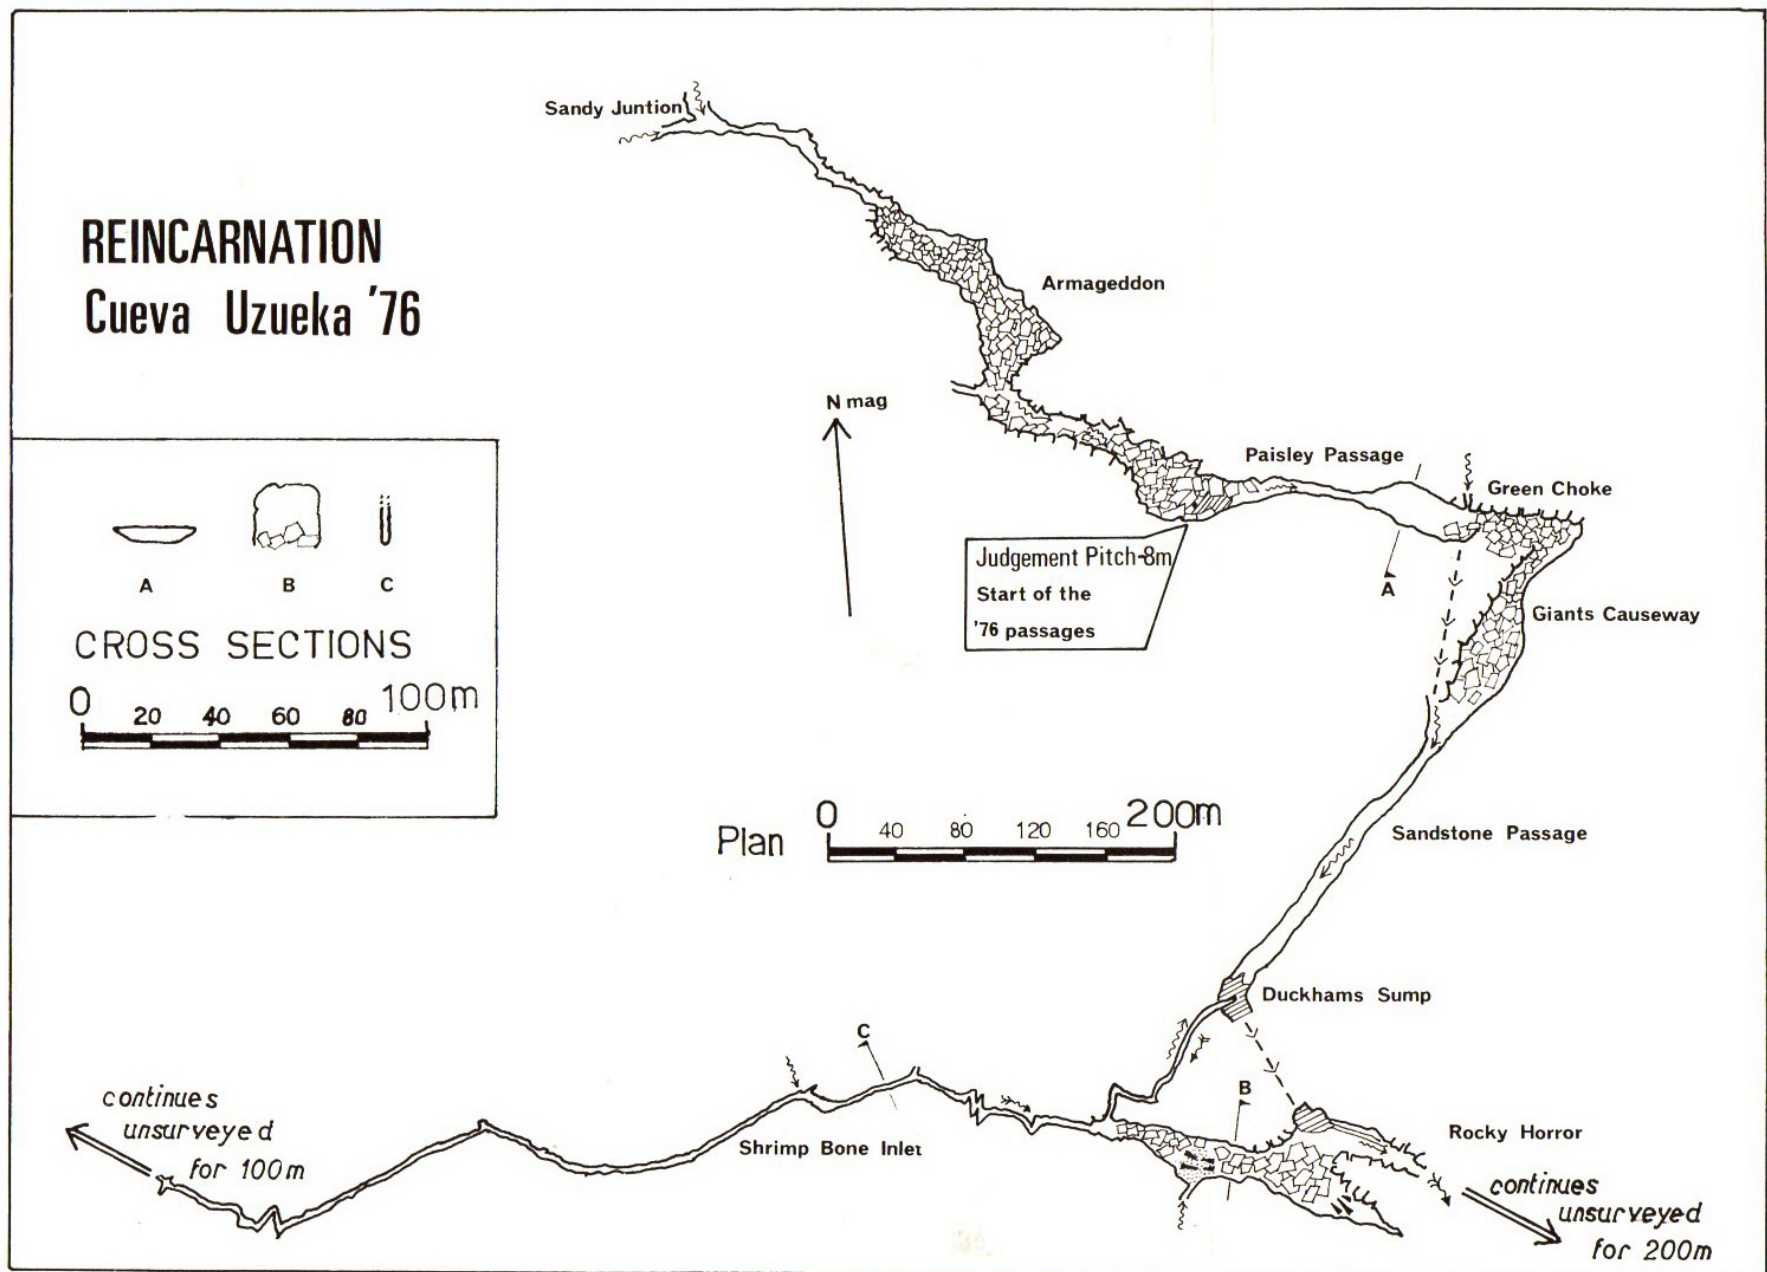 REINCARNATION
Cueva Uzueka '76
Sandy Juntion
Armageddon
N mag
Paisley Passage
Green Choke
Judgement Pitch-8m
Start of the
'76 passages
A
Giants Causeway
A B C
CROSS SECTIONS
0 20 40 60 80 100m
Plan 0 40 80 120 160 200m
Sandstone Passage
Duckhams Sump
C
B
continues
unsurveyed
for 100m
Shrimp Bone Inlet
Rocky Horror
continues
unsurveyed
for 200m